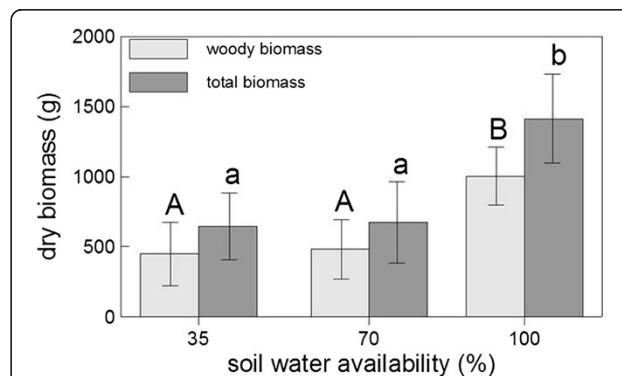 2000
woody biomass
total biomass
1500
1000
500
0
dry biomass (g)
A
a
A
a
B
b
35
70
100
soil water availability (%)